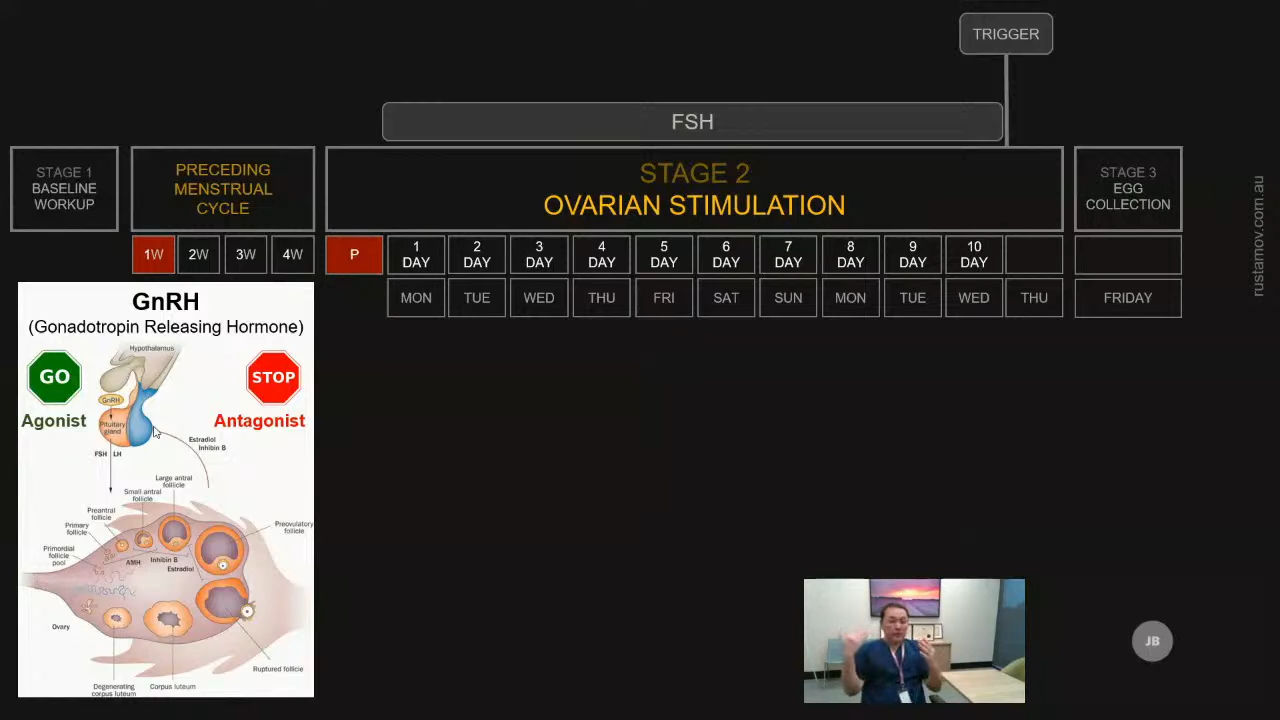 TRIGGER
FSH
STAGE 1
BASELINE
WORKUP
PRECEDING
MENSTRUAL
CYCLE
STAGE 2
OVARIAN STIMULATION
STAGE 3
EGG
COLLECTION
1W
2W
3W
4W
P
1
DAY
2
DAY
3
DAY
4
DAY
5
DAY
6
DAY
7
DAY
8
DAY
9
DAY
10
DAY
MON
TUE
WED
THU
FRI
SAT
SUN
MON
TUE
WED
THU
FRIDAY
rustamov.com.au
GnRH
(Gonadotropin Releasing Hormone)
Hypothalamus
GO
STOP
GnRH
Agonist
Antagonist
Pituitary
gland
Estradiol
Inhibin B
FSH
LH
Large antral
follicle
Small antral
follicle
Preantral
follicle
Primary
follicle
Preovulatory
follicle
Primordial
follicle
pool
AMH
Inhibin B
Estradiol
Ovary
Ruptured follicle
Degenerating
corpus luteum
Corpus luteum
JB